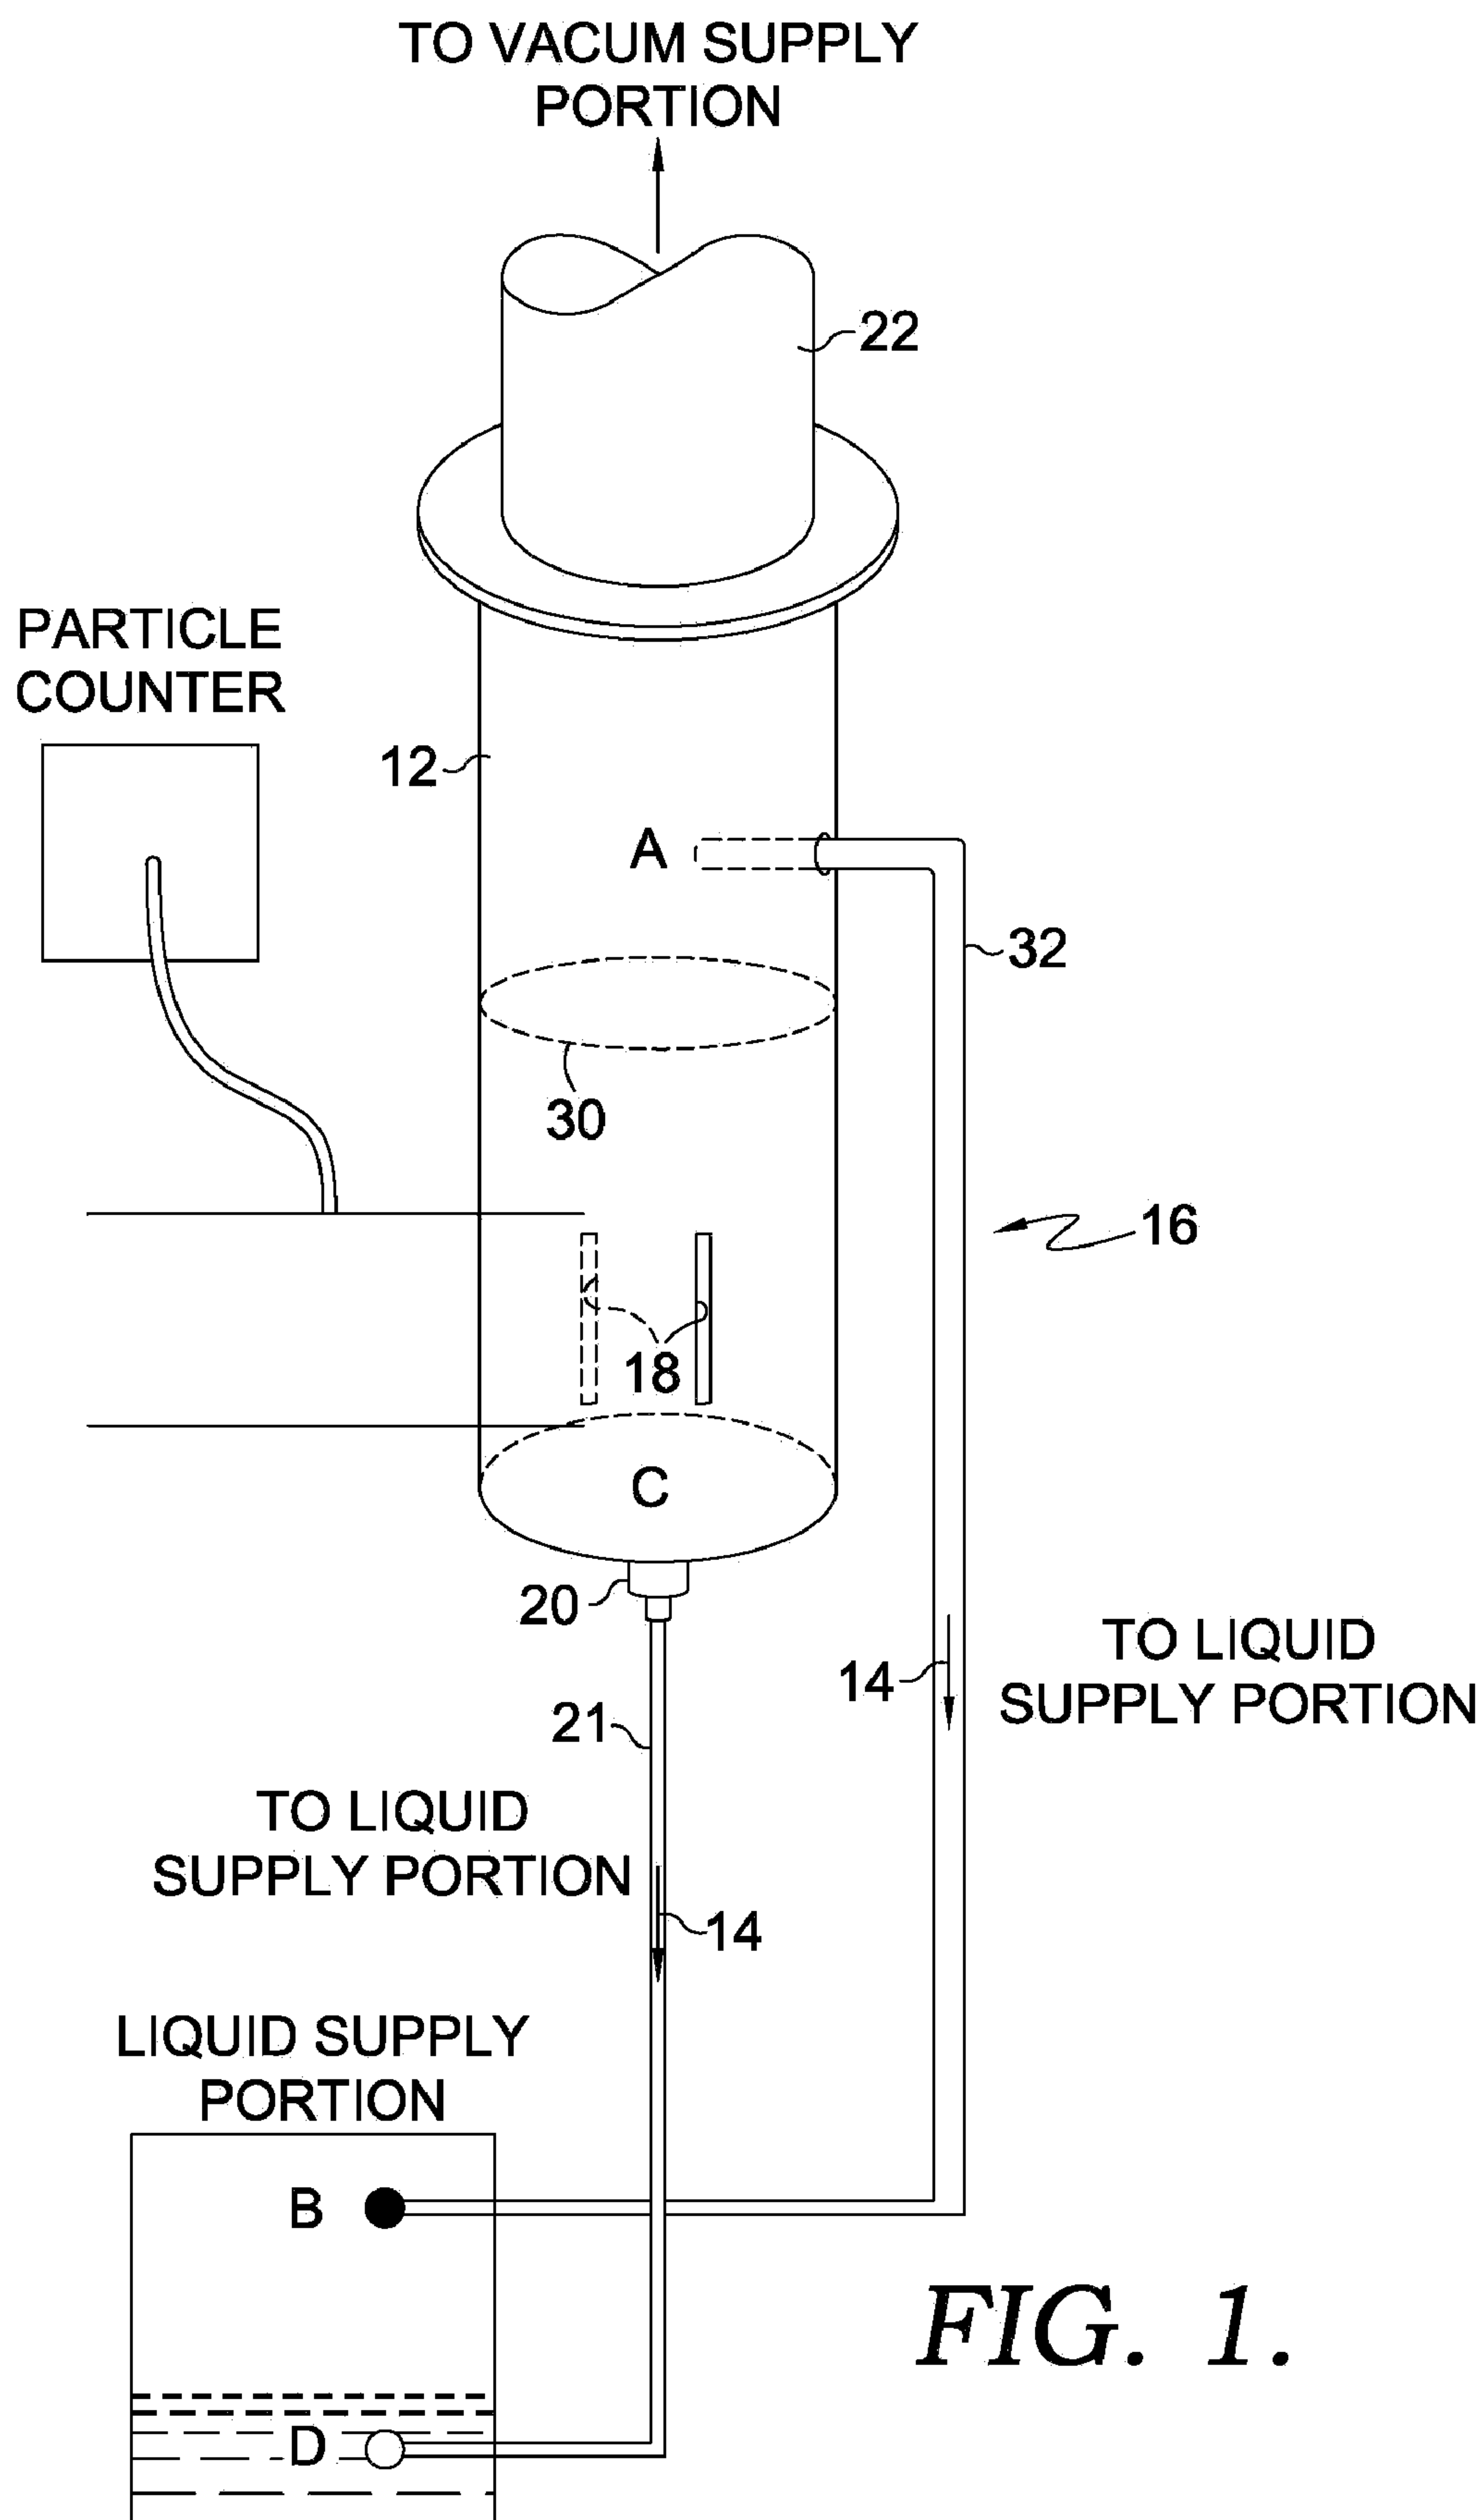 TO VACUM SUPPLY
PORTION
22
PARTICLE
COUNTER
12
A
32
30
16
18
C
20
14
TO LIQUID
SUPPLY PORTION
21
TO LIQUID
SUPPLY PORTION
14
LIQUID SUPPLY
PORTION
B
D
FIG. 1.